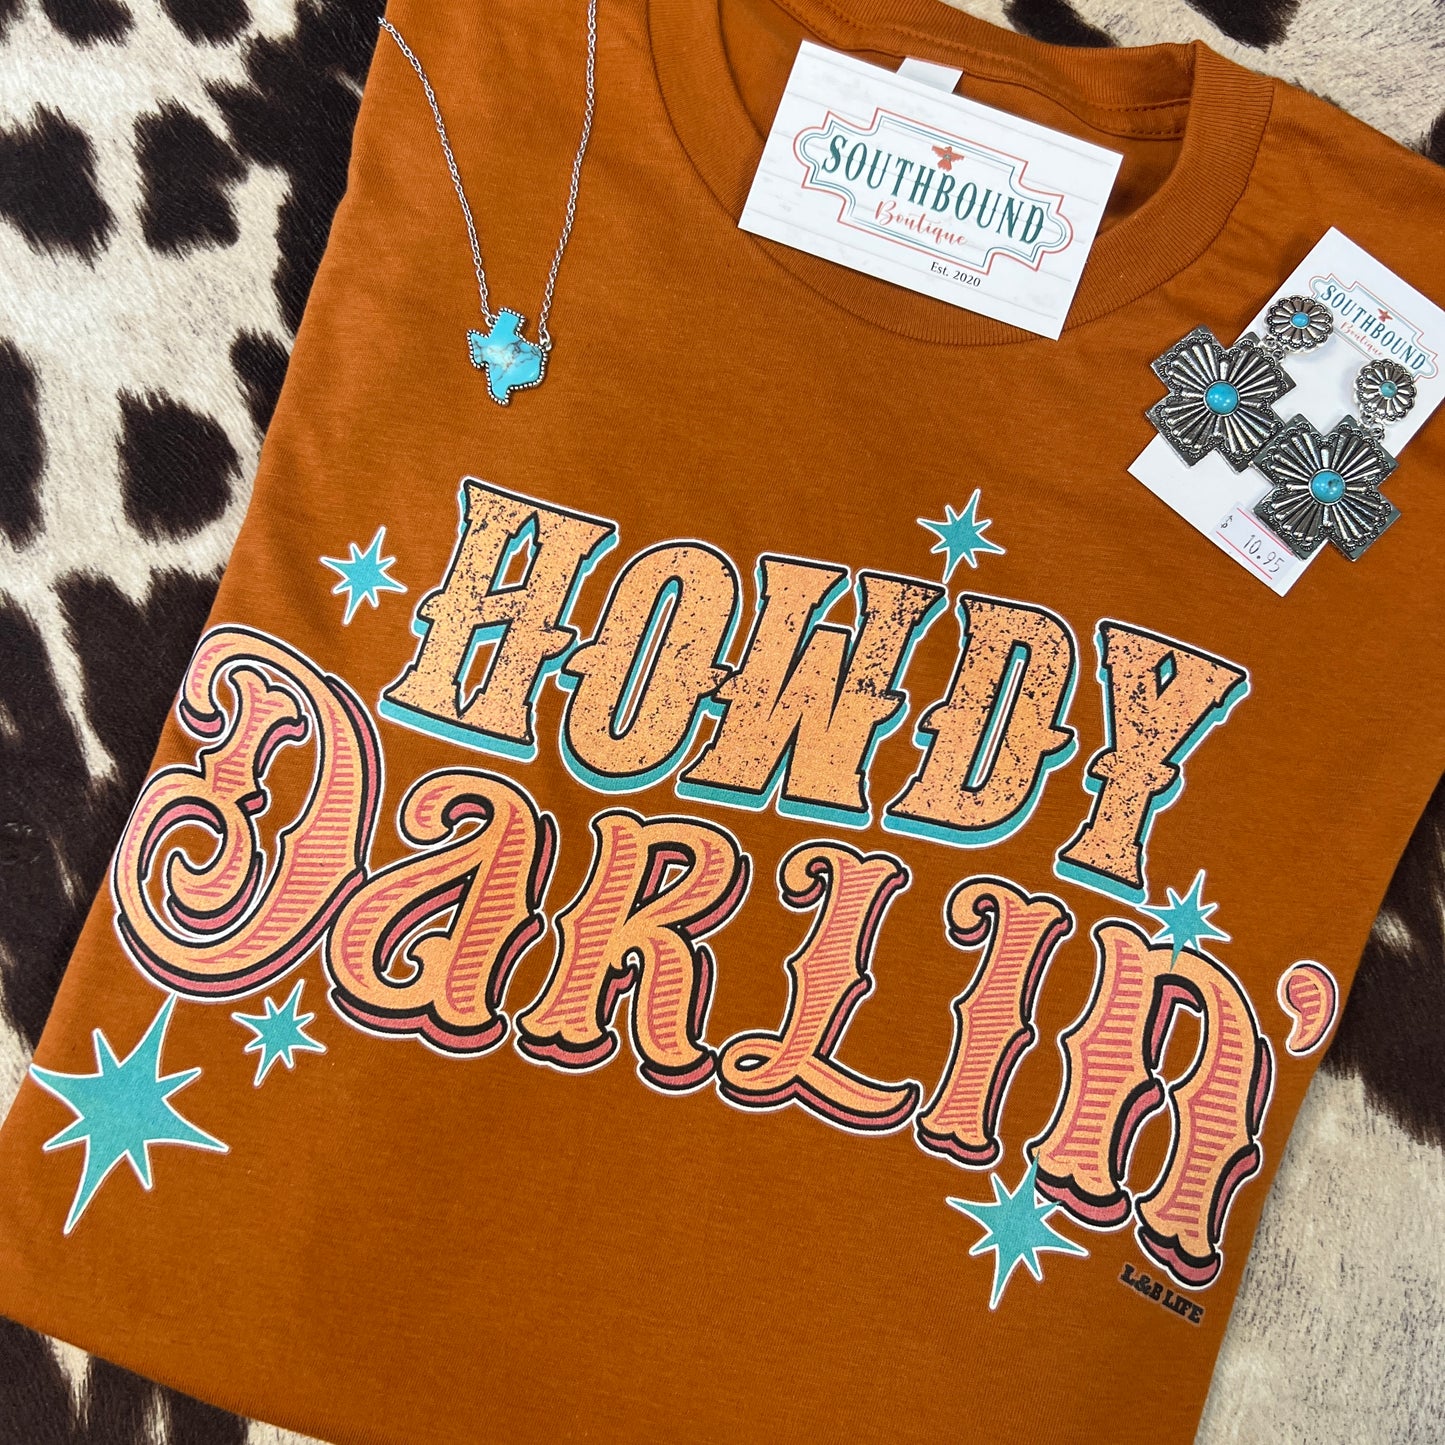 SOUTHBOUND
Boutique
Est. 2020
SOUTHBOUND
Boutique
$ 10.95
HOWDY
DARLIN'
L&B LIFE